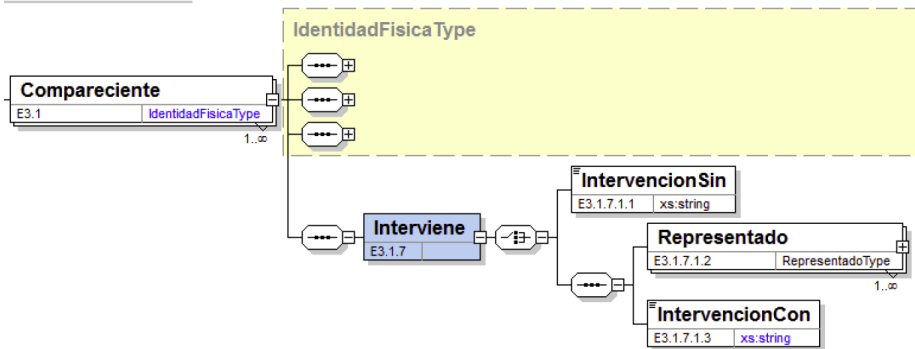 IdentidadFisicaType
Compareciente
E3.1 IdentidadFisicaType
1..∞
IntervencionSin
E3.1.7.1.1 xs:string
Interviene
E3.1.7
Representado
E3.1.7.1.2 RepresentadoType
1..∞
IntervencionCon
E3.1.7.1.3 xs:string